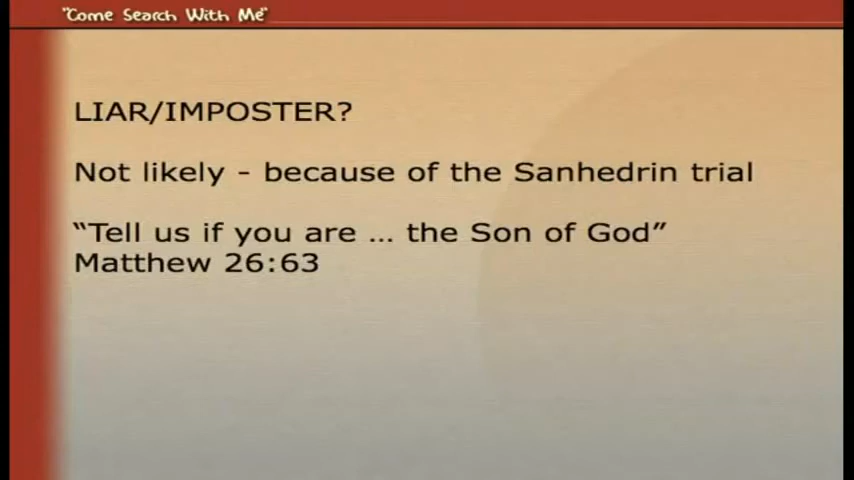 "Come Search With Me"
LIAR/IMPOSTER?
Not likely - because of the Sanhedrin trial
“Tell us if you are ... the Son of God”
Matthew 26:63